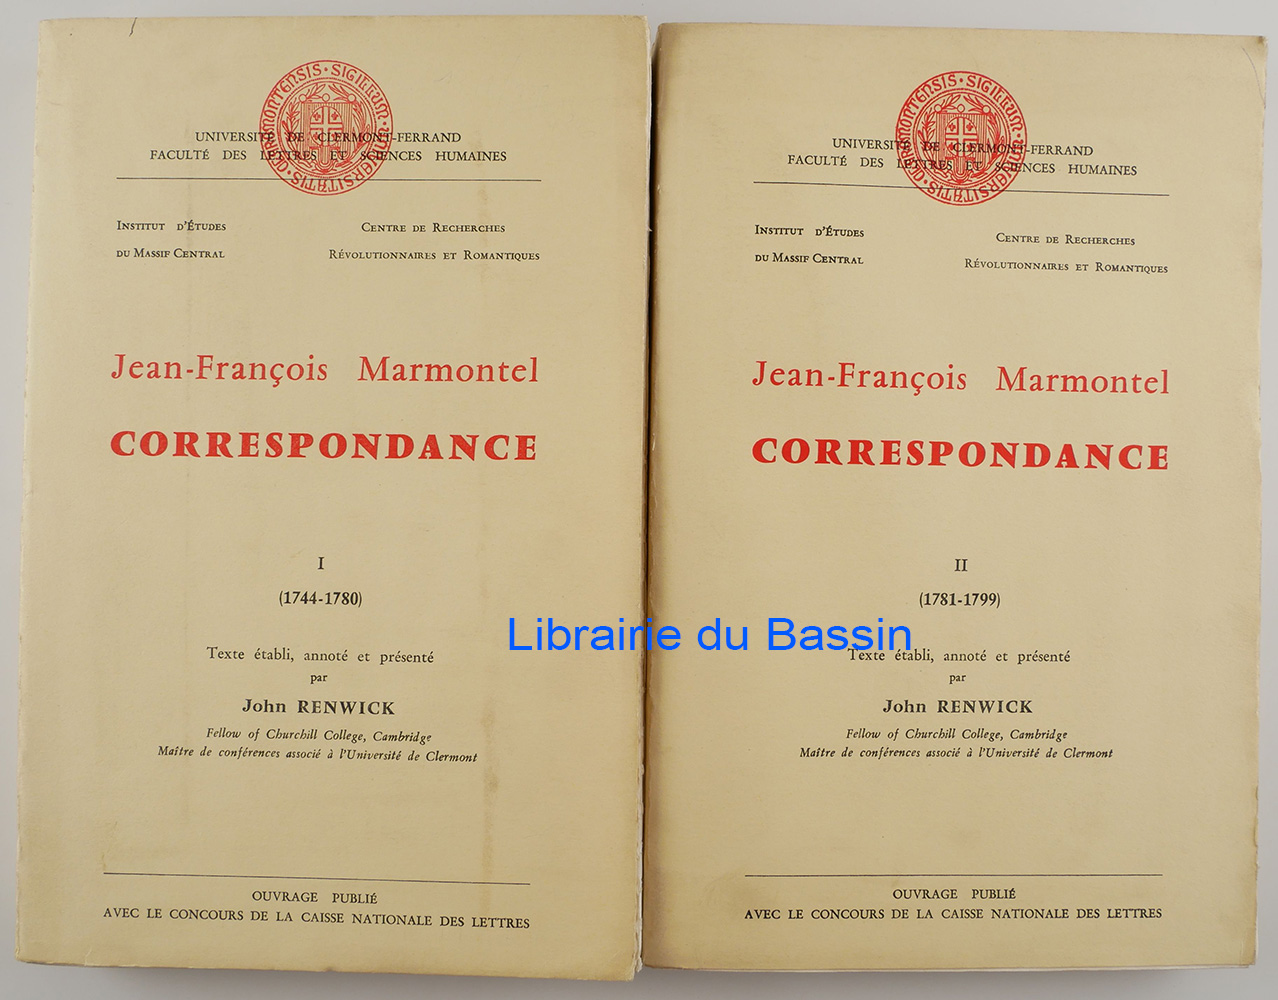 UNIVERSITÉ DE CLERMONT-FERRAND
FACULTÉ DES LETTRES ET SCIENCES HUMAINES
INSTITUT D'ÉTUDES
DU MASSIF CENTRAL
CENTRE DE RECHERCHES
RÉVOLUTIONNAIRES ET ROMANTIQUES
Jean-François Marmontel
CORRESPONDANCE
I
(1744-1780)
Texte établi, annoté et présenté
par
John RENWICK
Fellow of Churchill College, Cambridge
Maître de conférences associé à l'Université de Clermont
OUVRAGE PUBLIÉ
AVEC LE CONCOURS DE LA CAISSE NATIONALE DES LETTRES
UNIVERSITÉ DE CLERMONT-FERRAND
FACULTÉ DES LETTRES ET SCIENCES HUMAINES
INSTITUT D'ÉTUDES
DU MASSIF CENTRAL
CENTRE DE RECHERCHES
RÉVOLUTIONNAIRES ET ROMANTIQUES
Jean-François Marmontel
CORRESPONDANCE
II
(1781-1799)
Texte établi, annoté et présenté
par
John RENWICK
Fellow of Churchill College, Cambridge
Maître de conférences associé à l'Université de Clermont
OUVRAGE PUBLIÉ
AVEC LE CONCOURS DE LA CAISSE NATIONALE DES LETTRES
Librairie du Bassin